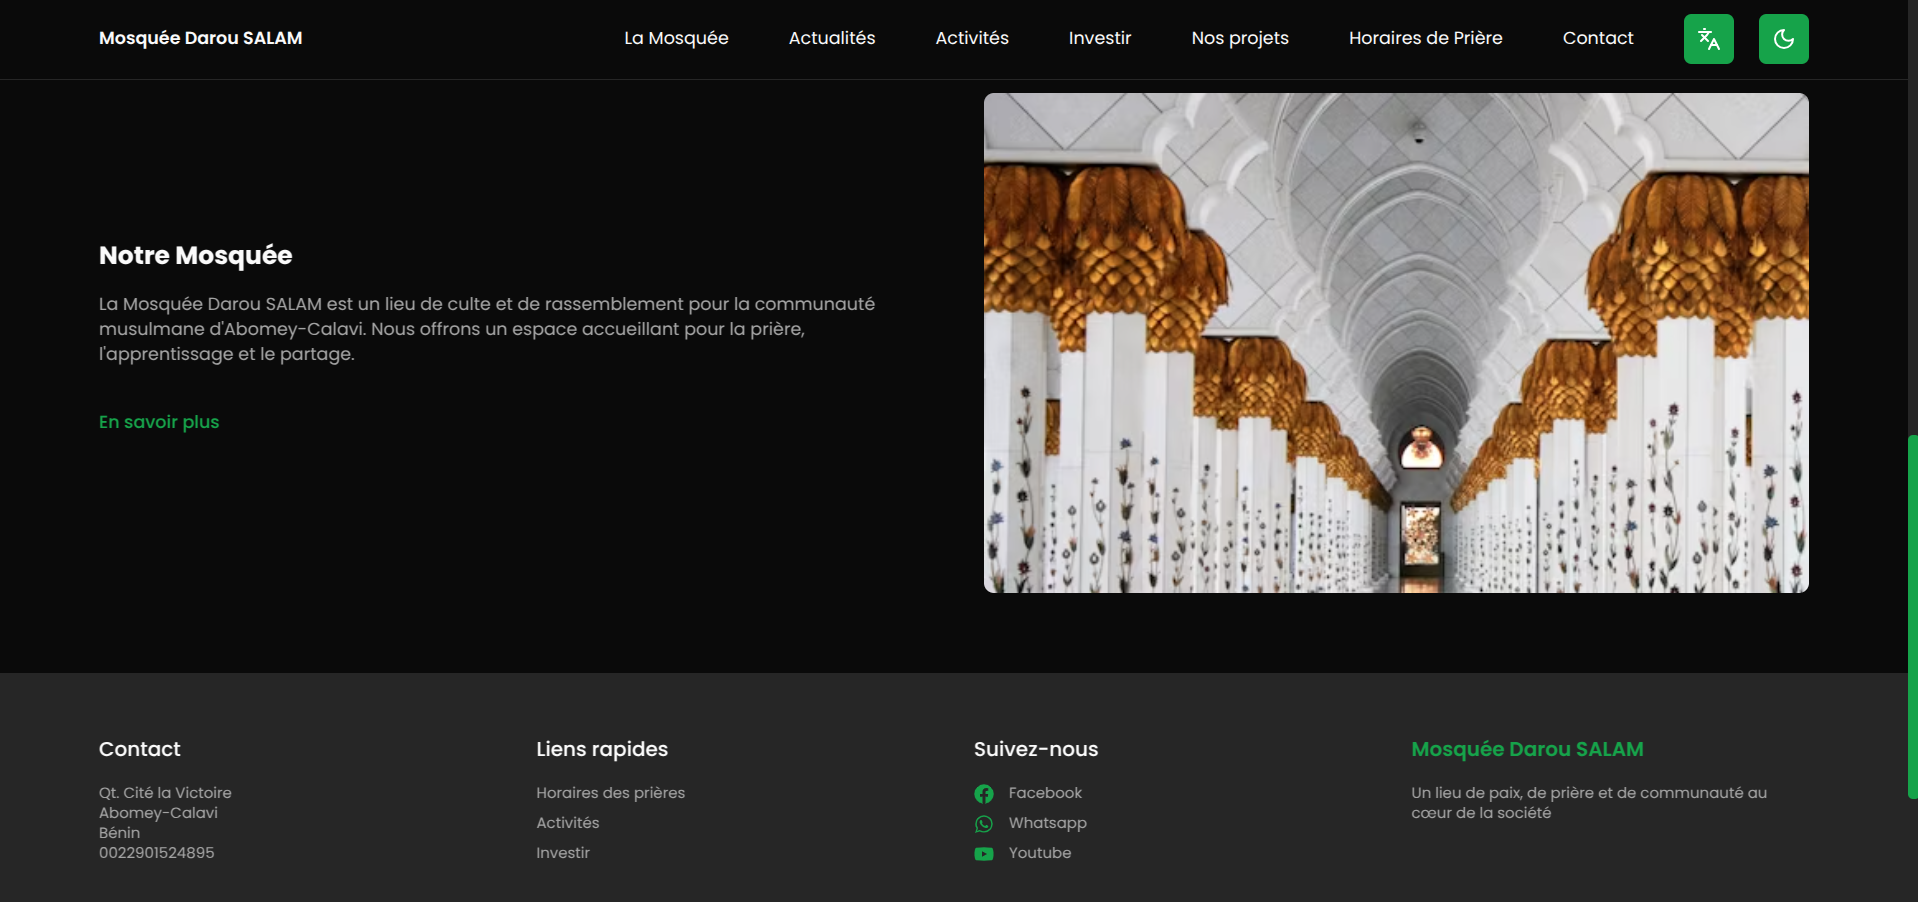 Mosquée Darou SALAM
La Mosquée
Actualités
Activités
Investir
Nos projets
Horaires de Prière
Contact
Notre Mosquée
La Mosquée Darou SALAM est un lieu de culte et de rassemblement pour la communauté
musulmane d'Abomey-Calavi. Nous offrons un espace accueillant pour la prière,
l'apprentissage et le partage.
En savoir plus
Contact
Qt. Cité la Victoire
Abomey-Calavi
Bénin
0022901524895
Liens rapides
Horaires des prières
Activités
Investir
Suivez-nous
Facebook
Whatsapp
Youtube
Mosquée Darou SALAM
Un lieu de paix, de prière et de communauté au
cœur de la société